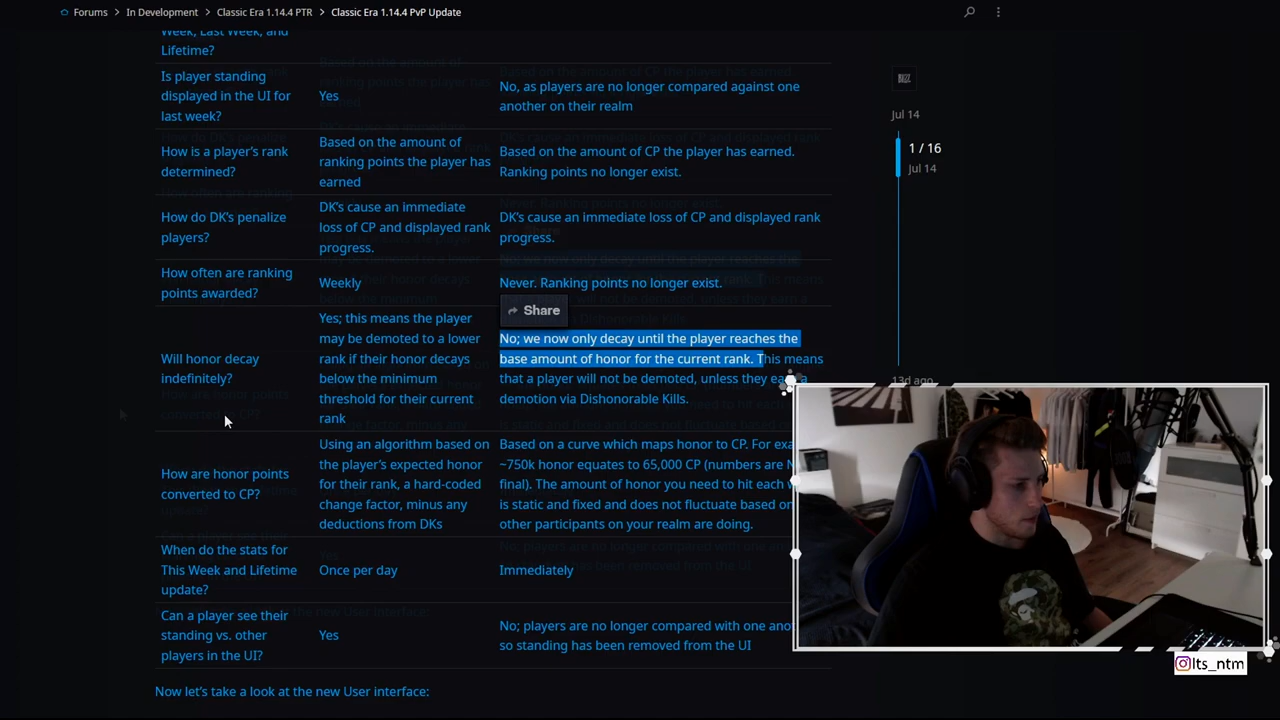 Forums > In Development > Classic Era 1.14.4 PTR > Classic Era 1.14.4 PvP Update
Week, Last Week, and
Lifetime?
Is player standing
displayed in the UI for
last week?
Yes
No, as players are no longer compared against one
another on their realm
How is a player's rank
determined?
Based on the amount of
ranking points the player has
earned
Based on the amount of CP the player has earned.
Ranking points no longer exist.
How do DK's penalize
players?
DK's cause an immediate
loss of CP and displayed rank
progress.
DK's cause an immediate loss of CP and displayed rank
progress.
How often are ranking
points awarded?
Weekly
Never. Ranking points no longer exist.
Share
Will honor decay
indefinitely?
Yes; this means the player
may be demoted to a lower
rank if their honor decays
below the minimum
threshold for their current
rank
No; we now only decay until the player reaches the
base amount of honor for the current rank. This means
that a player will not be demoted, unless they
demotion via Dishonorable Kills.
How are honor points
converted to CP?
Using an algorithm based on
the player's expected honor
for their rank, a hard-coded
change factor, minus any
deductions from DKs
Based on a curve which maps honor to CP. For
~750k honor equates to 65,000 CP (numbers are
final). The amount of honor you need to hit each
is static and fixed and does not fluctuate based
other participants on your realm are doing.
When do the stats for
This Week and Lifetime
update?
Once per day
Immediately
Can a player see their
standing vs. other
players in the UI?
Yes
No; players are no longer compared with one
so standing has been removed from the UI
Now let's take a look at the new User interface:
Jul 14
1 / 16
Jul 14
13d ago
Its_ntm